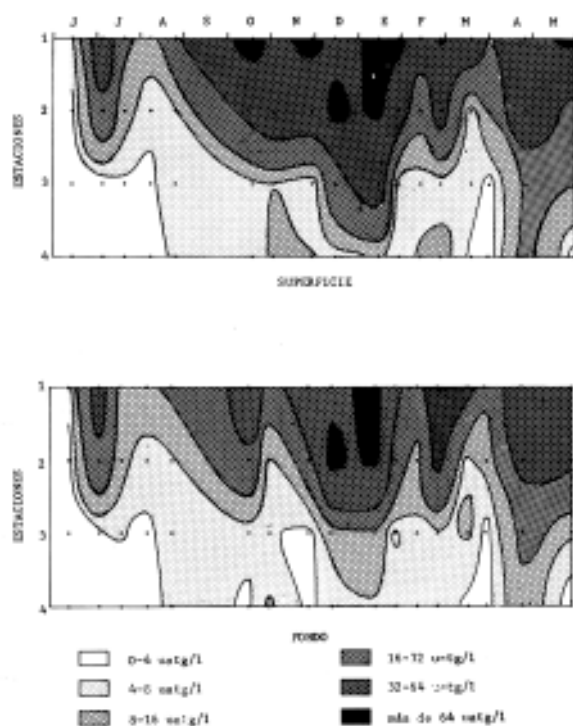 J J A S O N D E F M A M
ESTACIONES
1
2
3
4
SUPERFICIE
ESTACIONES
1
2
3
4
FONDO
0-4 uatg/l
4-8 uatg/l
8-16 uatg/l
16-32 uatg/l
32-64 uatg/l
más de 64 uatg/l